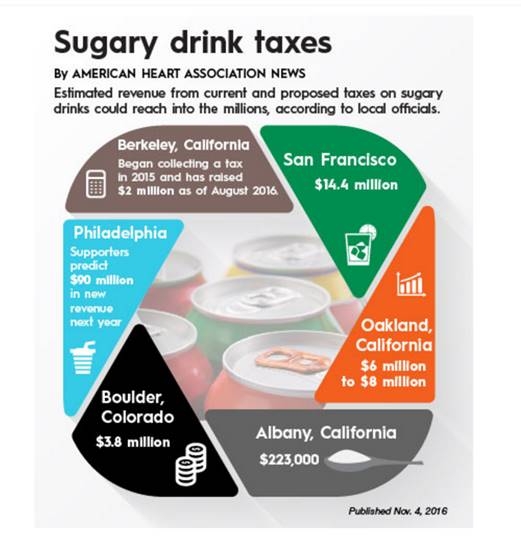 Sugary drink taxes
By AMERICAN HEART ASSOCIATION NEWS
Estimated revenue from current and proposed taxes on sugary
drinks could reach into the millions, according to local officials.
Berkeley, California
Began collecting a tax
in 2015 and has raised
$2 million as of August 2016.
San Francisco
$14.4 million
Philadelphia
Supporters
predict
$90 million
in new
revenue
next year
Oakland,
California
$6 million
to $8 million
Boulder,
Colorado
$3.8 million
Albany, California
$223,000
Published Nov. 4, 2016